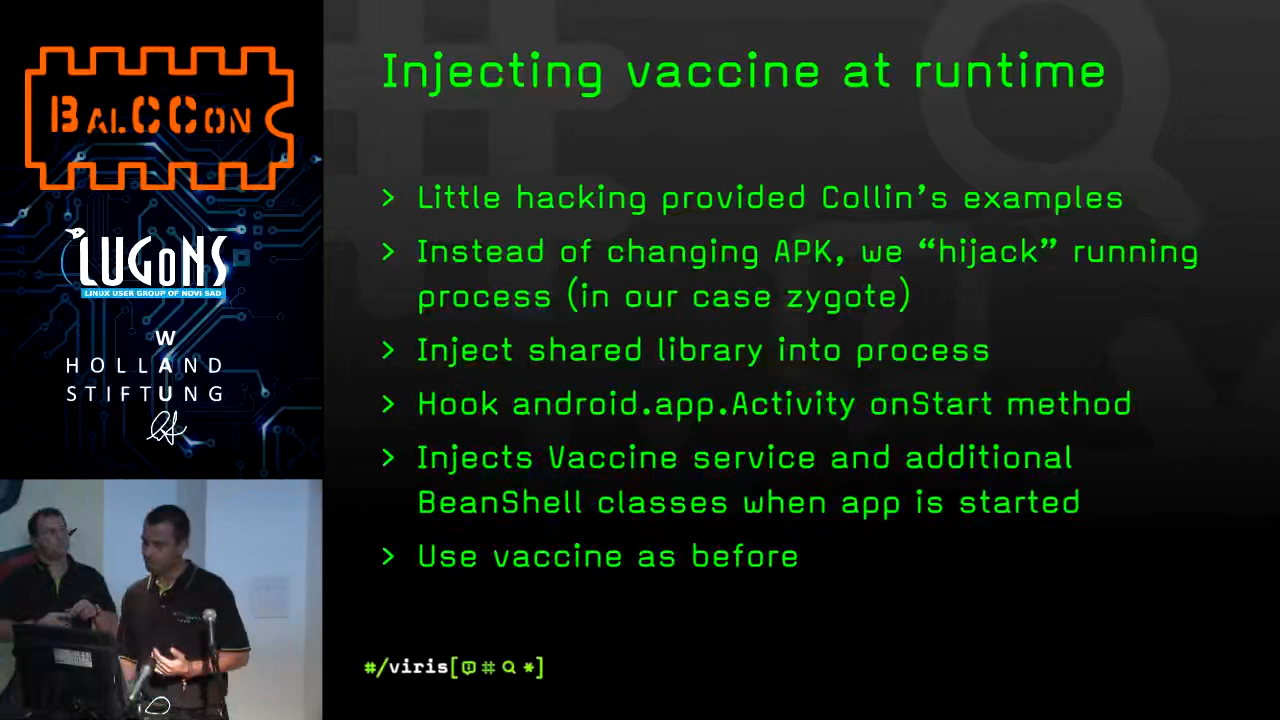 BALCCON
LUGoNS
LINUX USER GROUP OF NOVI SAD
W
HOLLAND
STIFTUNG
Injecting vaccine at runtime
> Little hacking provided Collin’s examples
> Instead of changing APK, we “hijack” running
process (in our case zygote)
> Inject shared library into process
> Hook android.app.Activity onStart method
> Injects Vaccine service and additional
BeanShell classes when app is started
> Use vaccine as before
#/viris[ # *]